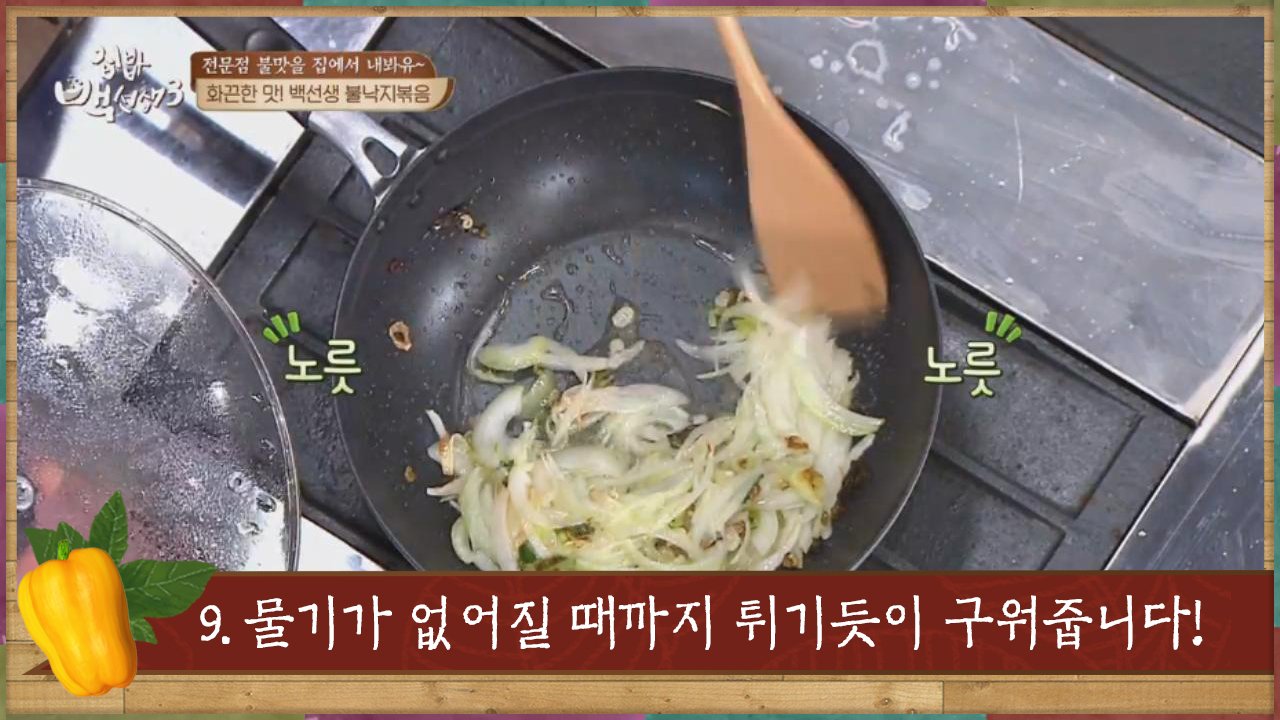 집밥
백선생3
전문점 불맛을 집에서 내봐유~
화끈한 맛! 백선생 불낙지볶음
노릇
노릇
9. 물기가 없어질 때까지 튀기듯이 구워줍니다!